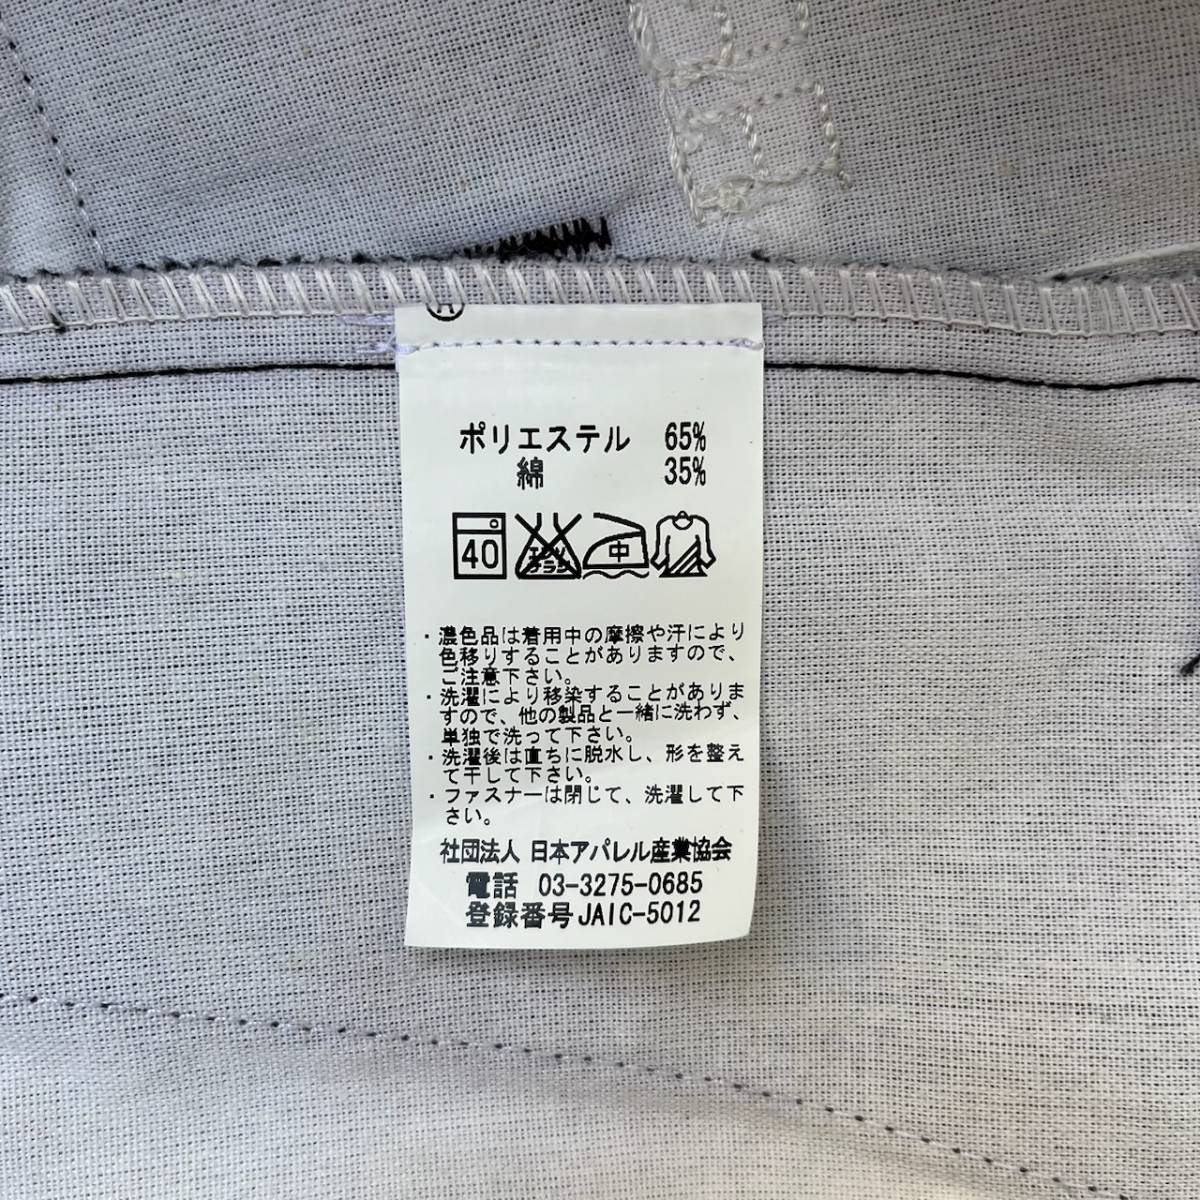 A
ポリエステル 65%
綿 35%
40 エンソ 中
サラシ
・濃色品は着用中の摩擦や汗により
色移りすることがありますので、
ご注意下さい。
・洗濯により移染することがありま
すので、他の製品と一緒に洗わず、
単独で洗って下さい。
・洗濯後は直ちに脱水し、形を整え
て干して下さい。
・ファスナーは閉じて、洗濯して下
さい。
社団法人 日本アパレル産業協会
電話 03-3275-0685
登録番号JAIC-5012